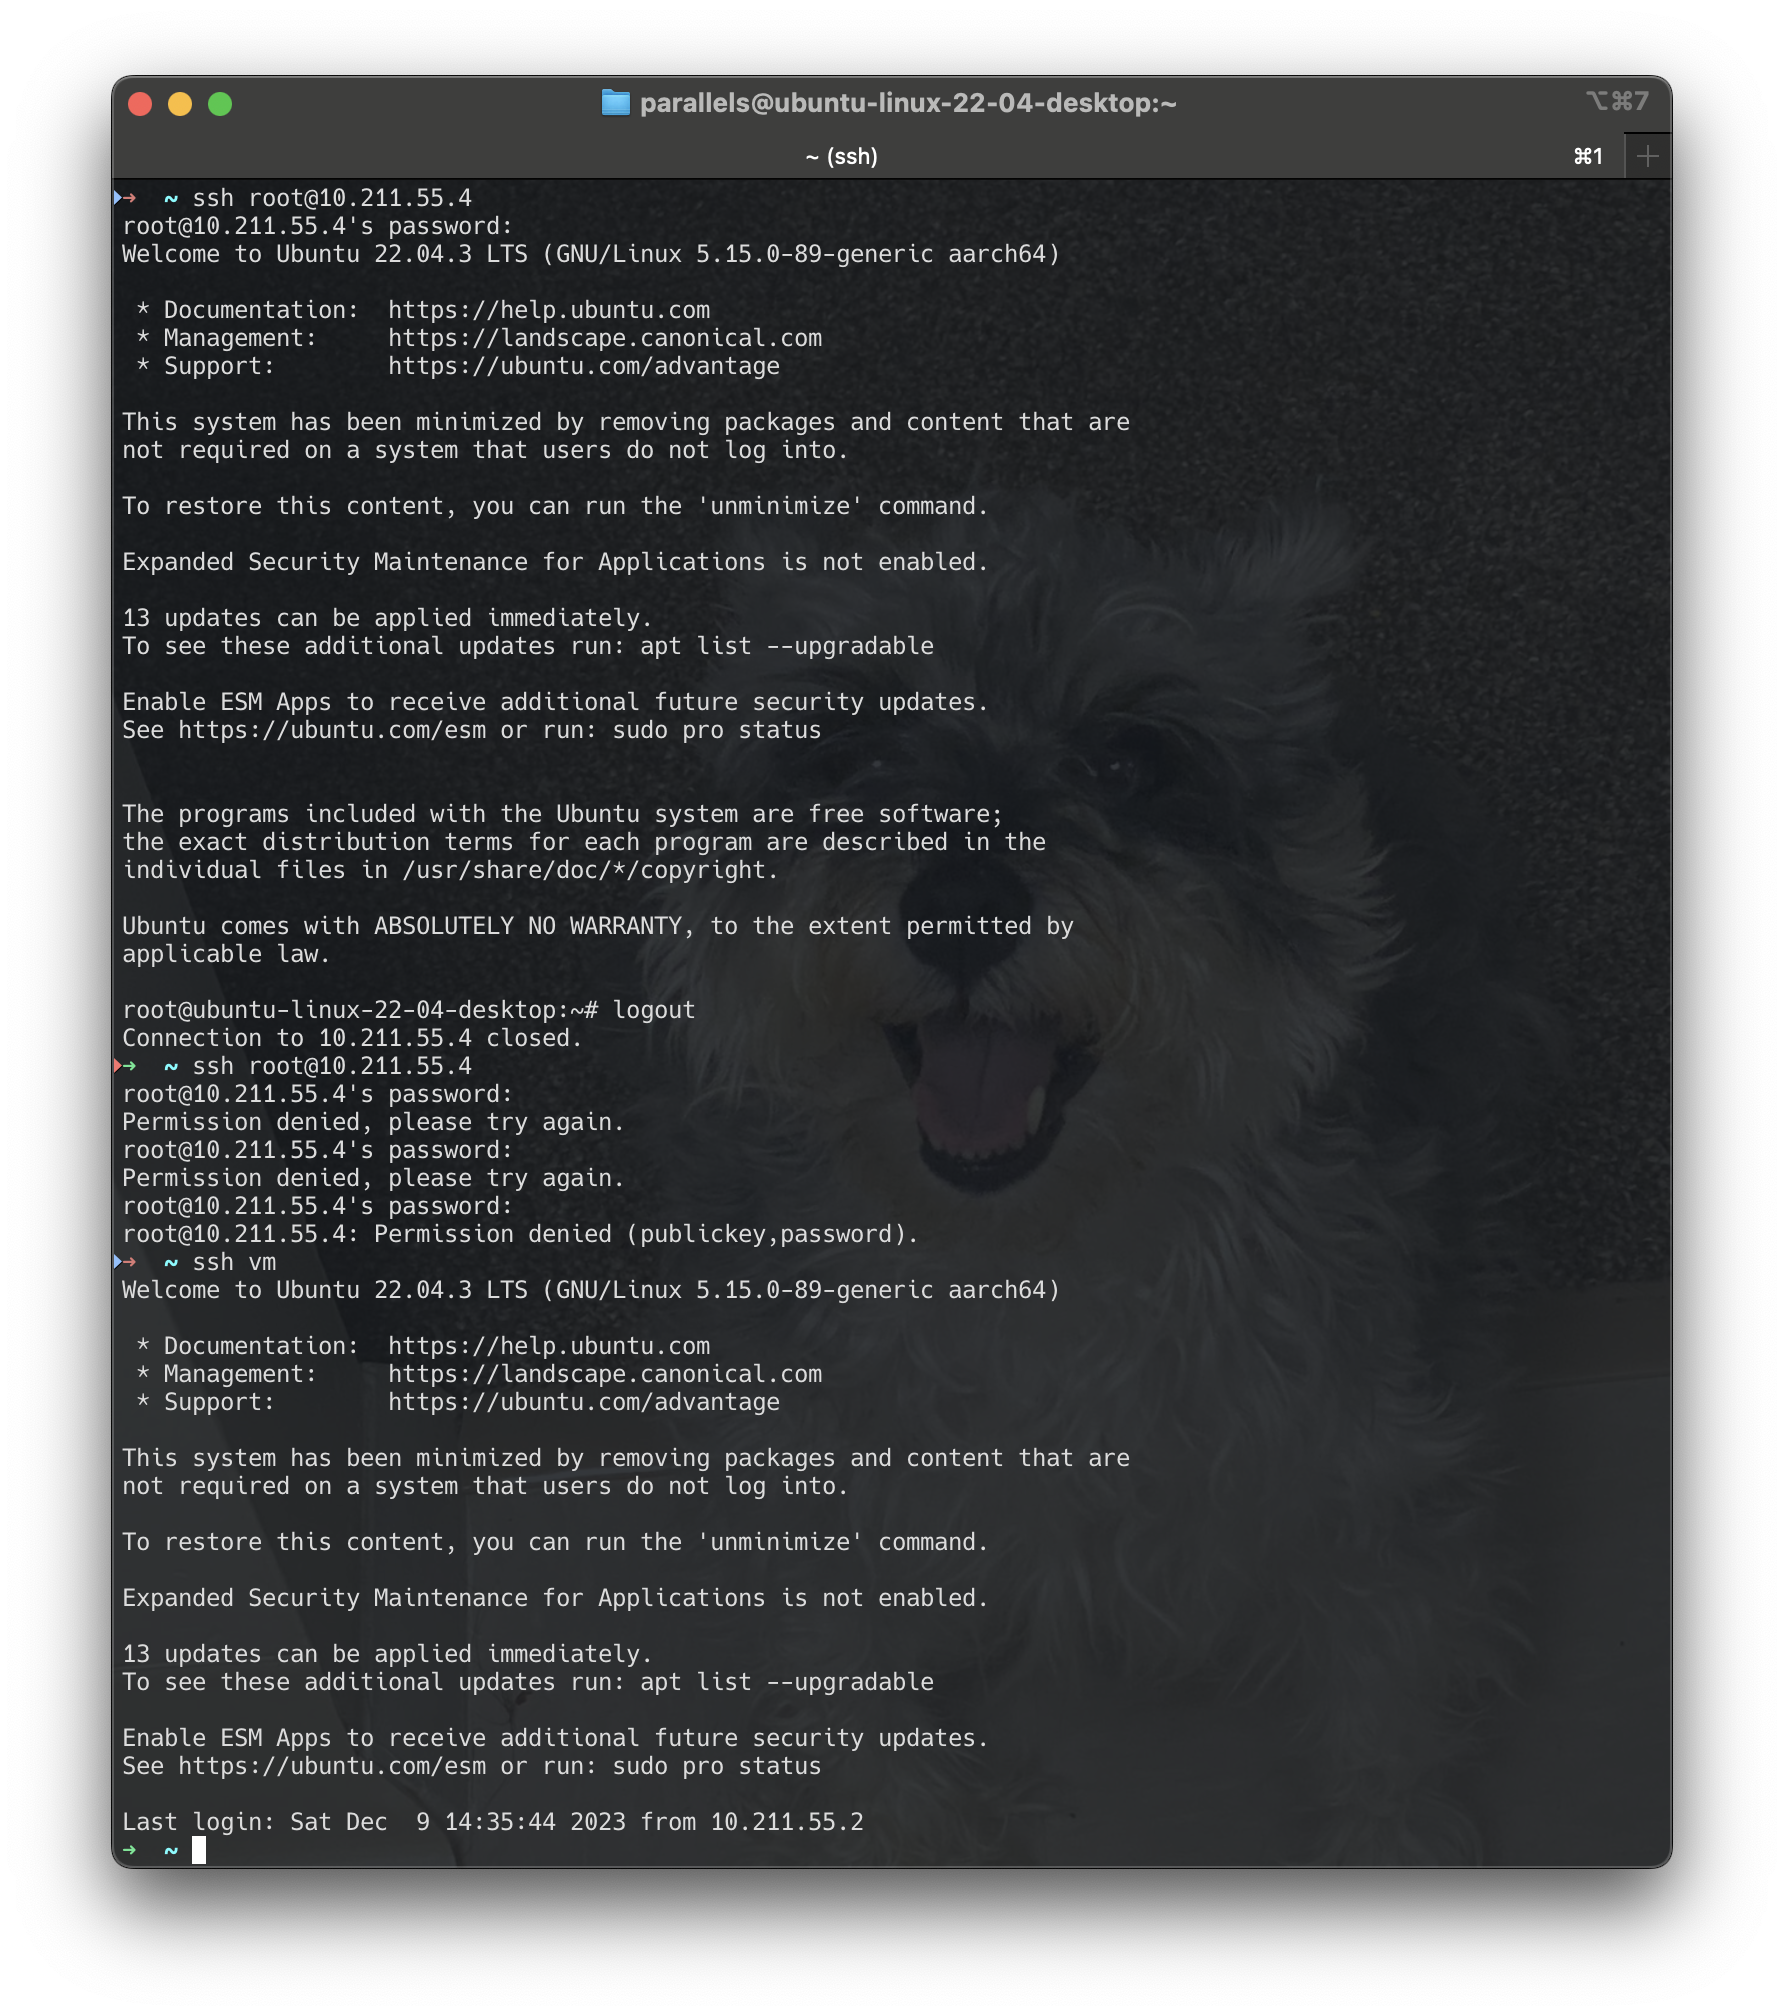 parallels@ubuntu-linux-22-04-desktop:~ ⌥⌘7
~ (ssh) ⌘1
➜  ~ ssh root@10.211.55.4
root@10.211.55.4's password:
Welcome to Ubuntu 22.04.3 LTS (GNU/Linux 5.15.0-89-generic aarch64)
 * Documentation:  https://help.ubuntu.com
 * Management:     https://landscape.canonical.com
 * Support:        https://ubuntu.com/advantage
This system has been minimized by removing packages and content that are
not required on a system that users do not log into.
To restore this content, you can run the 'unminimize' command.
Expanded Security Maintenance for Applications is not enabled.
13 updates can be applied immediately.
To see these additional updates run: apt list --upgradable
Enable ESM Apps to receive additional future security updates.
See https://ubuntu.com/esm or run: sudo pro status
The programs included with the Ubuntu system are free software;
the exact distribution terms for each program are described in the
individual files in /usr/share/doc/*/copyright.
Ubuntu comes with ABSOLUTELY NO WARRANTY, to the extent permitted by
applicable law.
root@ubuntu-linux-22-04-desktop:~# logout
Connection to 10.211.55.4 closed.
➜  ~ ssh root@10.211.55.4
root@10.211.55.4's password:
Permission denied, please try again.
root@10.211.55.4's password:
Permission denied, please try again.
root@10.211.55.4's password:
root@10.211.55.4: Permission denied (publickey,password).
➜  ~ ssh vm
Welcome to Ubuntu 22.04.3 LTS (GNU/Linux 5.15.0-89-generic aarch64)
 * Documentation:  https://help.ubuntu.com
 * Management:     https://landscape.canonical.com
 * Support:        https://ubuntu.com/advantage
This system has been minimized by removing packages and content that are
not required on a system that users do not log into.
To restore this content, you can run the 'unminimize' command.
Expanded Security Maintenance for Applications is not enabled.
13 updates can be applied immediately.
To see these additional updates run: apt list --upgradable
Enable ESM Apps to receive additional future security updates.
See https://ubuntu.com/esm or run: sudo pro status
Last login: Sat Dec  9 14:35:44 2023 from 10.211.55.2
➜  ~